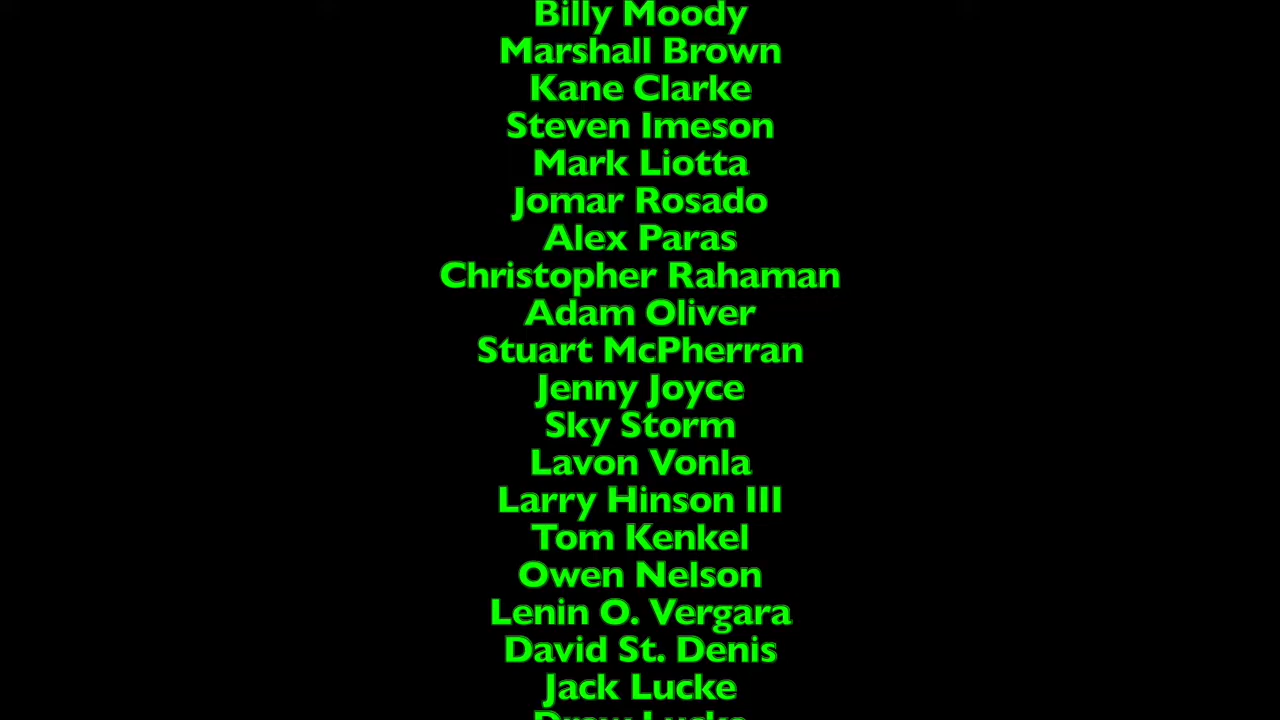 Billy Moody
Marshall Brown
Kane Clarke
Steven Imeson
Mark Liotta
Jomar Rosado
Alex Paras
Christopher Rahaman
Adam Oliver
Stuart McPherran
Jenny Joyce
Sky Storm
Lavon Vonla
Larry Hinson III
Tom Kenkel
Owen Nelson
Lenin O. Vergara
David St. Denis
Jack Lucke
Drew Lucke